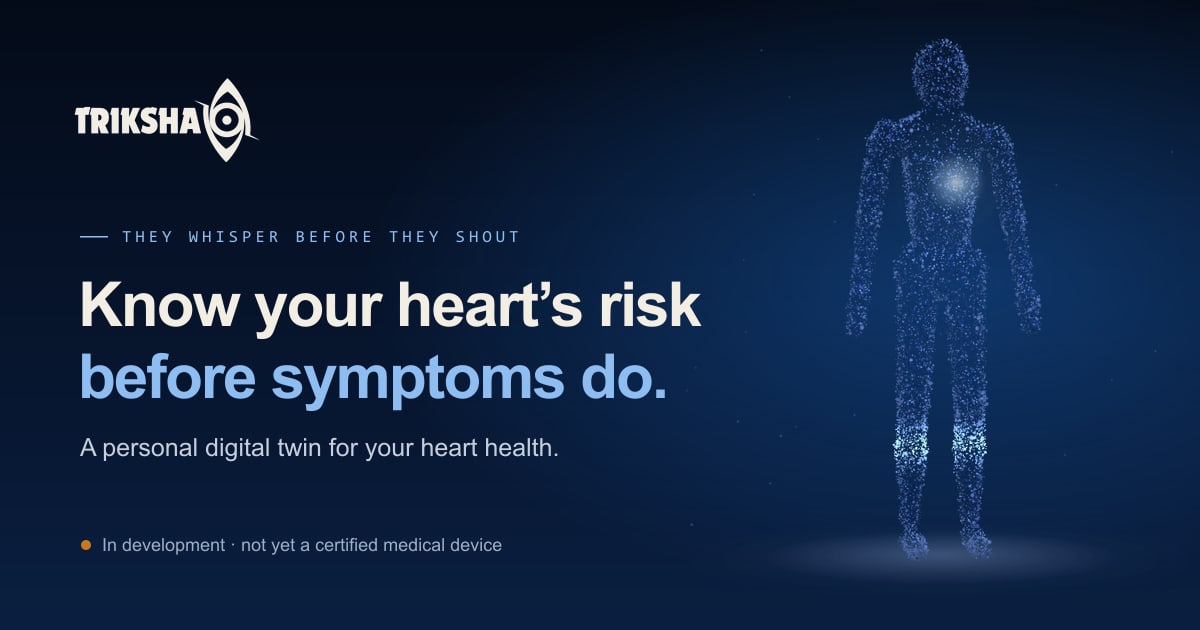 TRIKSHA
THEY WHISPER BEFORE THEY SHOUT
Know your heart’s risk
before symptoms do.
A personal digital twin for your heart health.
In development · not yet a certified medical device